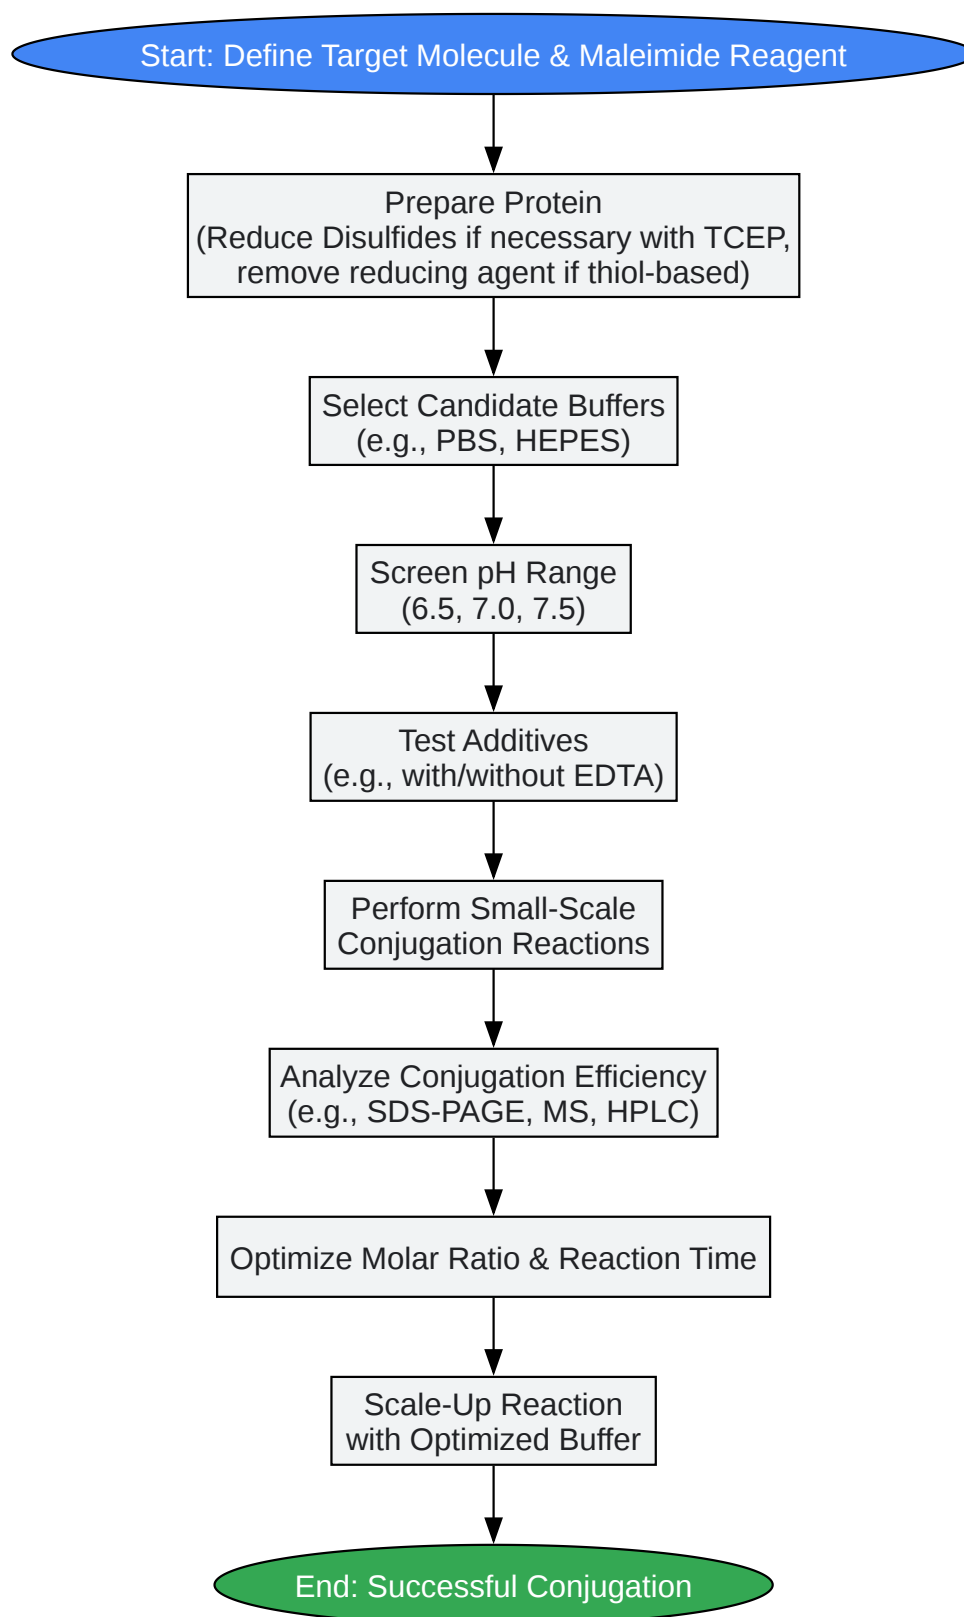 Start: Define Target Molecule & Maleimide Reagent
Prepare Protein
(Reduce Disulfides if necessary with TCEP,
remove reducing agent if thiol-based)
Select Candidate Buffers
(e.g., PBS, HEPES)
Screen pH Range
(6.5, 7.0, 7.5)
Test Additives
(e.g., with/without EDTA)
Perform Small-Scale
Conjugation Reactions
Analyze Conjugation Efficiency
(e.g., SDS-PAGE, MS, HPLC)
Optimize Molar Ratio & Reaction Time
Scale-Up Reaction
with Optimized Buffer
End: Successful Conjugation